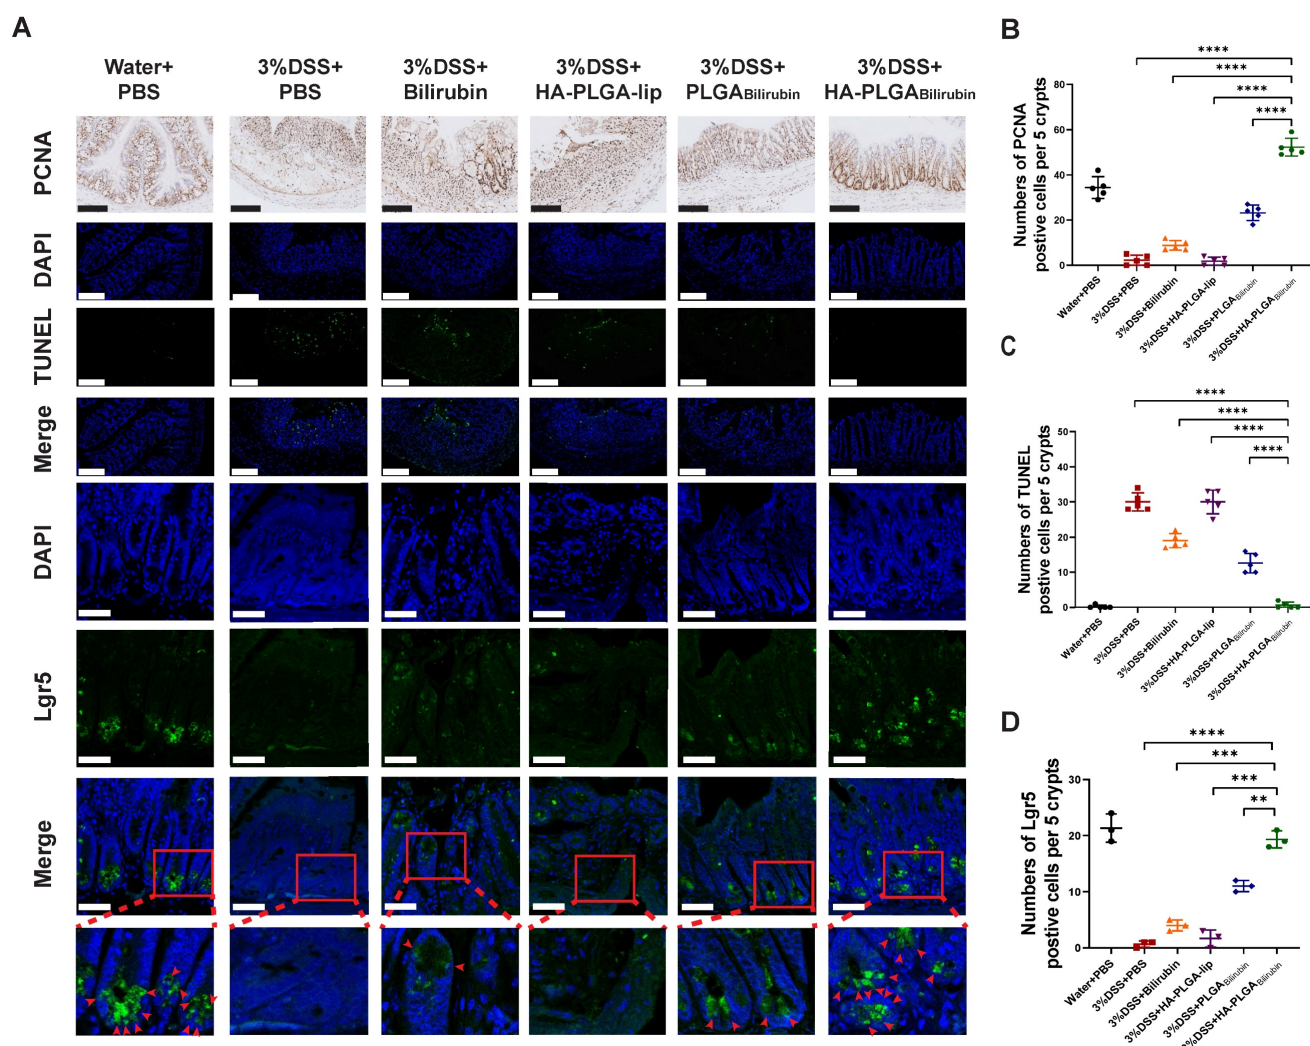 A
Water+
PBS
3%DSS+
PBS
3%DSS+
Bilirubin
3%DSS+
HA-PLGA-lip
3%DSS+
PLGABilirubin
3%DSS+
HA-PLGABilirubin
PCNA
DAPI
TUNEL
Merge
DAPI
Lgr5
Merge
B
****
****
****
****
Numbers of PCNA
postive cells per 5 crypts
80
60
40
20
0
Water+PBS
3%DSS+PBS
3%DSS+Bilirubin
3%DSS+HA-PLGA-lip
3%DSS+PLGABilirubin
3%DSS+HA-PLGABilirubin
C
****
****
****
****
Numbers of TUNEL
postive cells per 5 crypts
50
40
30
20
10
0
Water+PBS
3%DSS+PBS
3%DSS+Bilirubin
3%DSS+HA-PLGA-lip
3%DSS+PLGABilirubin
3%DSS+HA-PLGABilirubin
D
****
***
***
**
Numbers of Lgr5
postive cells per 5 crypts
30
20
10
0
Water+PBS
3%DSS+PBS
3%DSS+Bilirubin
3%DSS+HA-PLGA-lip
3%DSS+PLGABilirubin
3%DSS+HA-PLGABilirubin